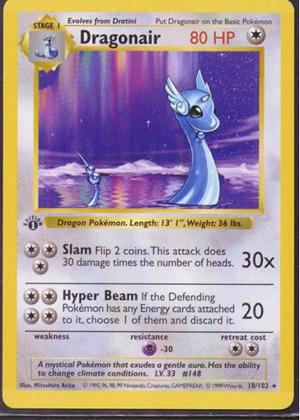 Evolves from Dratini Put Dragonair on the Basic Pokémon
STAGE 1
Dragonair 80 HP
EDITION
1
Dragon Pokémon. Length: 13' 1", Weight: 36 lbs.
Slam Flip 2 coins. This attack does
30 damage times the number of heads. 30x
Hyper Beam If the Defending
Pokémon has any Energy cards attached
to it, choose 1 of them and discard it. 20
weakness resistance retreat cost
-30
A mystical Pokémon that exudes a gentle aura. Has the ability
to change climate conditions. LV. 33 #148
Illus. Mitsuhiro Arita © 1995, 96, 98, 99 Nintendo, Creatures, GAMEFREAK. © 1999 Wizards. 18/102 ★